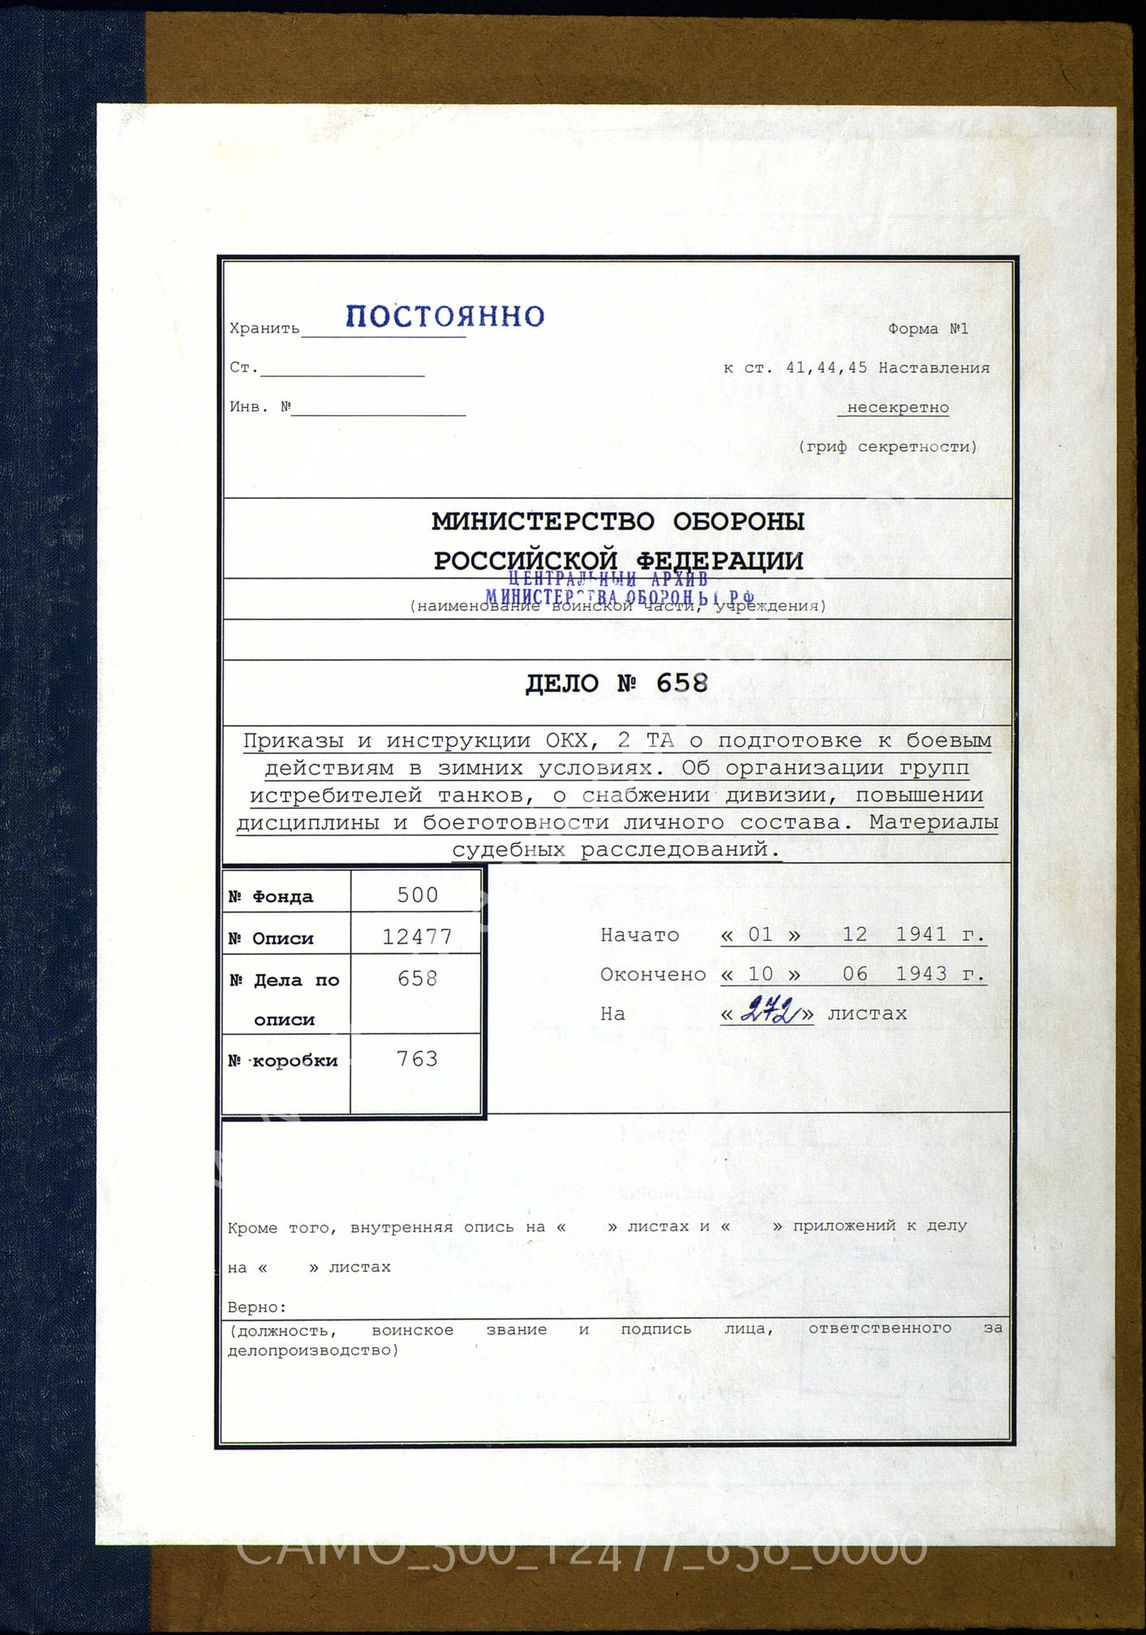 Хранить ПОСТОЯННО
Форма №1
Ст.
к ст. 41,44,45 Наставления
Инв. №
несекретно
(гриф секретности)
МИНИСТЕРСТВО ОБОРОНЫ
РОССИЙСКОЙ ФЕДЕРАЦИИ
ЦЕНТРАЛЬНЫЙ АРХИВ
МИНИСТЕРСТВА ОБОРОНЫ РФ
(наименование воинской части, учреждения)
ДЕЛО № 658
Приказы и инструкции ОКХ, 2 ТА о подготовке к боевым
действиям в зимних условиях. Об организации групп
истребителей танков, о снабжении дивизии, повышении
дисциплины и боеготовности личного состава. Материалы
судебных расследований.
№ Фонда 500
№ Описи 12477
№ Дела по 658
описи
№ коробки 763
Начато « 01 » 12 1941 г.
Окончено « 10 » 06 1943 г.
На « 272 » листах
Кроме того, внутренняя опись на « » листах и « » приложений к делу
на « » листах
Верно:
(должность, воинское звание и подпись лица, ответственного за
делопроизводство)
CAMO_500_12477_658_0000